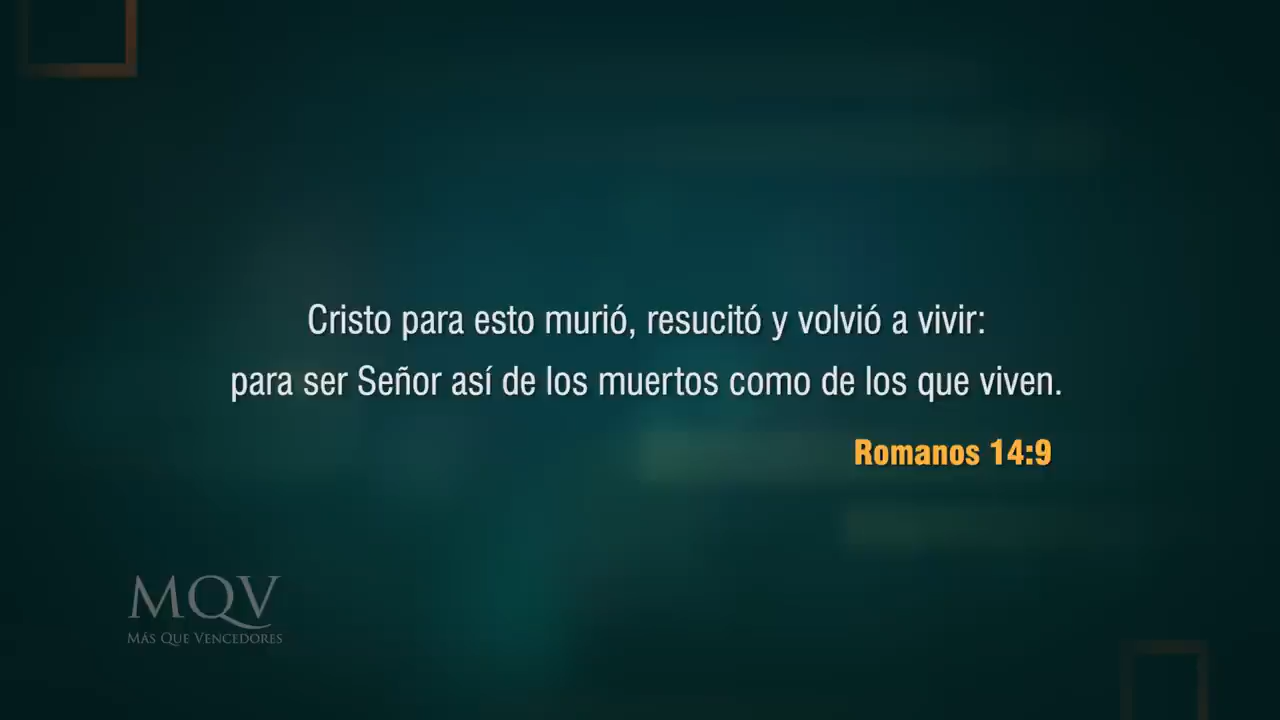 Cristo para esto murió, resucitó y volvió a vivir:
para ser Señor así de los muertos como de los que viven.
Romanos 14:9
MQV
MÁS QUE VENCEDORES